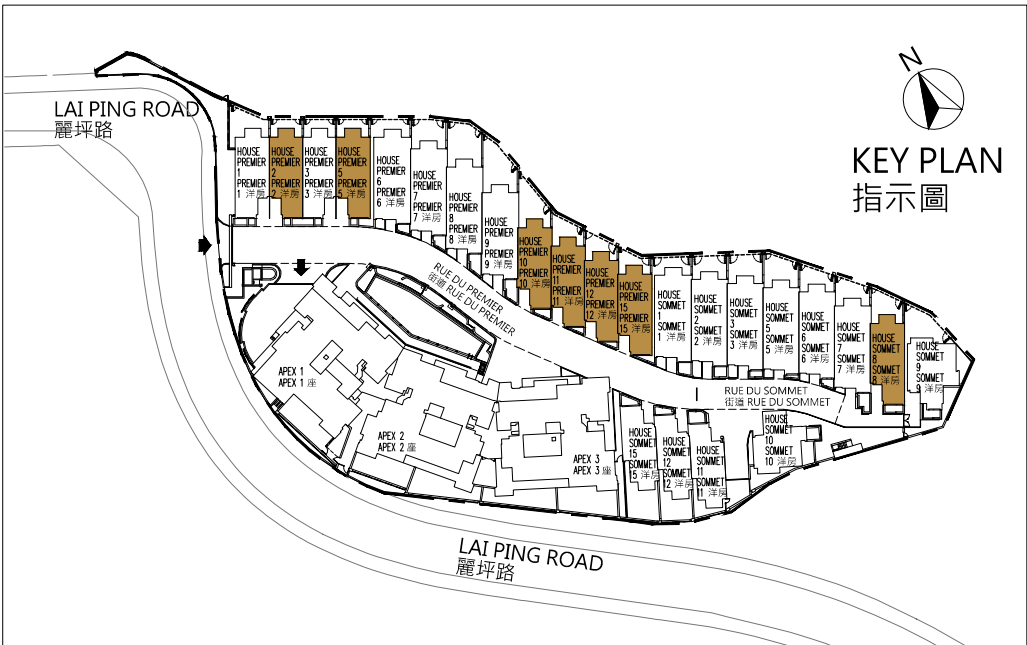 LAI PING ROAD
麗坪路
N
KEY PLAN
指示圖
HOUSE
PREMIER
1
PREMIER
1 洋房
HOUSE
PREMIER
2
PREMIER
2 洋房
HOUSE
PREMIER
3
PREMIER
3 洋房
HOUSE
PREMIER
5
PREMIER
5 洋房
HOUSE
PREMIER
6
PREMIER
6 洋房
HOUSE
PREMIER
7
PREMIER
7 洋房
HOUSE
PREMIER
8
PREMIER
8 洋房
HOUSE
PREMIER
9
PREMIER
9 洋房
HOUSE
PREMIER
10
PREMIER
10 洋房
HOUSE
PREMIER
11
PREMIER
11 洋房
HOUSE
PREMIER
12
PREMIER
12 洋房
HOUSE
PREMIER
15
PREMIER
15 洋房
HOUSE
SOMMET
1
SOMMET
1 洋房
HOUSE
SOMMET
2
SOMMET
2 洋房
HOUSE
SOMMET
3
SOMMET
3 洋房
HOUSE
SOMMET
5
SOMMET
5 洋房
HOUSE
SOMMET
6
SOMMET
6 洋房
HOUSE
SOMMET
7
SOMMET
7 洋房
HOUSE
SOMMET
8
SOMMET
8 洋房
HOUSE
SOMMET
9
SOMMET
9 洋房
RUE DU PREMIER
街道 RUE DU PREMIER
RUE DU SOMMET
街道 RUE DU SOMMET
APEX 1
APEX 1 座
APEX 2
APEX 2 座
APEX 3
APEX 3 座
HOUSE
SOMMET
15
SOMMET
15 洋房
HOUSE
SOMMET
12
SOMMET
12 洋房
HOUSE
SOMMET
11
SOMMET
11 洋房
HOUSE
SOMMET
10
SOMMET
10 洋房
LAI PING ROAD
麗坪路